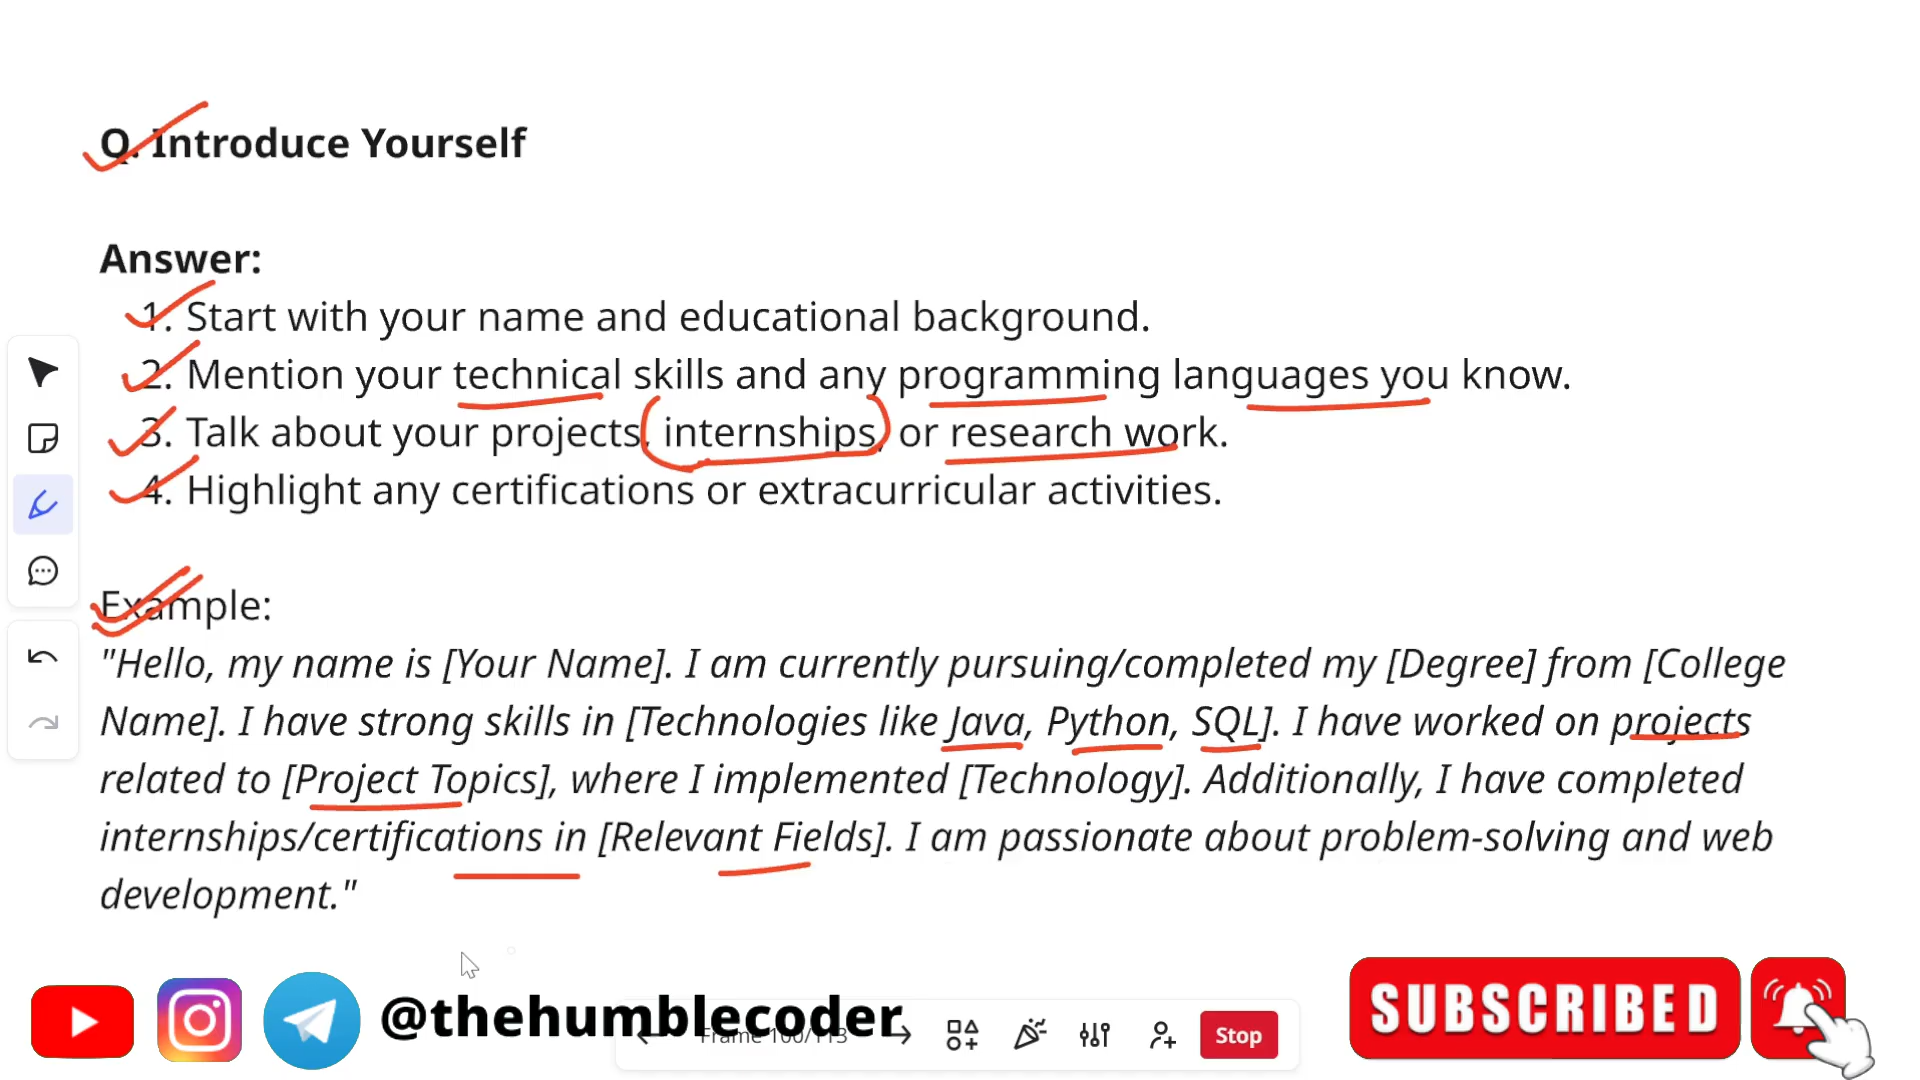 Q. Introduce Yourself
Answer:
1. Start with your name and educational background.
2. Mention your technical skills and any programming languages you know.
3. Talk about your projects, internships, or research work.
4. Highlight any certifications or extracurricular activities.
Example:
"Hello, my name is [Your Name]. I am currently pursuing/completed my [Degree] from [College
Name]. I have strong skills in [Technologies like Java, Python, SQL]. I have worked on projects
related to [Project Topics], where I implemented [Technology]. Additionally, I have completed
internships/certifications in [Relevant Fields]. I am passionate about problem-solving and web
development."
@thehumblecoder
Frame 100/113
Stop
SUBSCRIBED